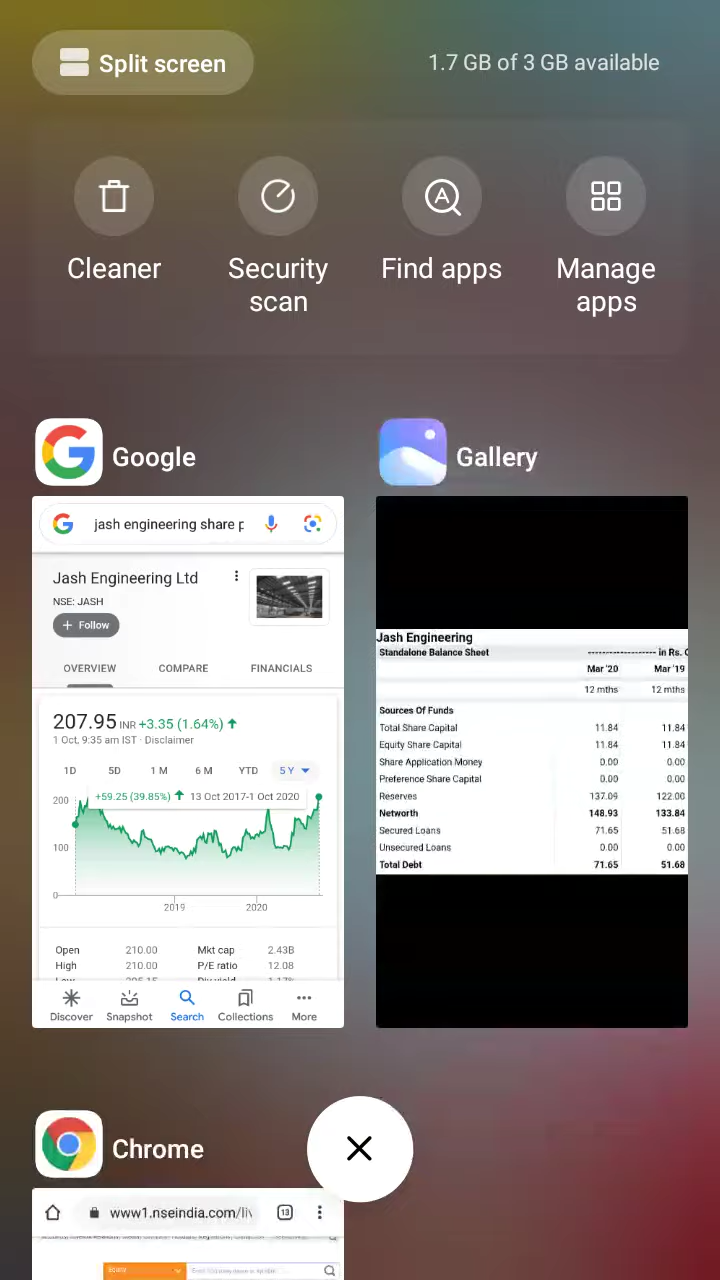 Split screen
1.7 GB of 3 GB available
Cleaner
Security scan
Find apps
Manage apps
Google
jash engineering share p
Jash Engineering Ltd
NSE: JASH
+ Follow
OVERVIEW COMPARE FINANCIALS
207.95 INR +3.35 (1.64%)
1 Oct, 9:35 am IST · Disclaimer
1D 5D 1 M 6 M YTD 5 Y
+59.25 (39.85%) 13 Oct 2017-1 Oct 2020
200
100
0
2019 2020
Open 210.00 Mkt cap 2.43B
High 210.00 P/E ratio 12.08
Discover Snapshot Search Collections More
Gallery
Jash Engineering
Standalone Balance Sheet ------------------ in Rs. C
Mar '20 Mar '19
12 mths 12 mths
Sources Of Funds
Total Share Capital 11.84 11.84
Equity Share Capital 11.84 11.84
Share Application Money 0.00 0.00
Preference Share Capital 0.00 0.00
Reserves 137.09 122.00
Networth 148.93 133.84
Secured Loans 71.65 51.68
Unsecured Loans 0.00 0.00
Total Debt 71.65 51.68
Chrome
www1.nseindia.com/liv
13
Equity